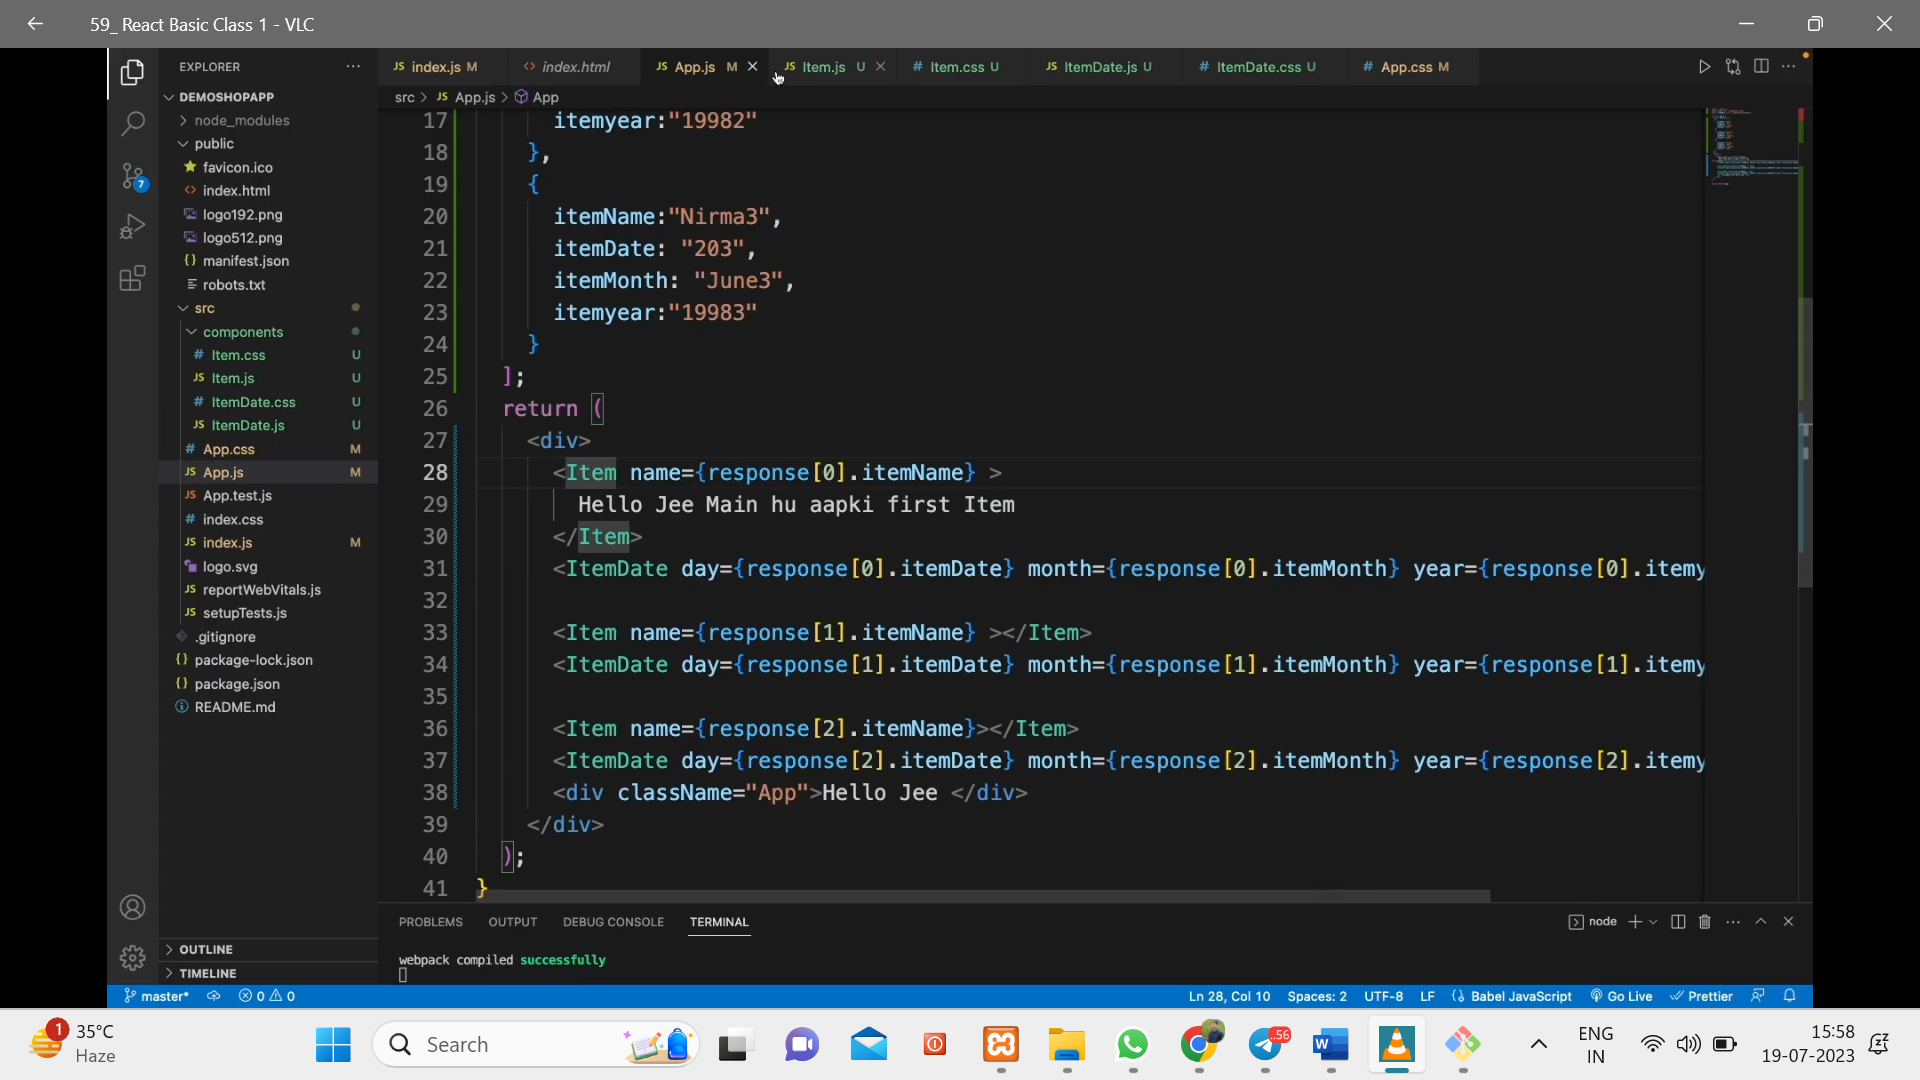 59_ React Basic Class 1 - VLC
EXPLORER
index.js M
index.html
App.js M
Item.js U
Item.css U
ItemDate.js U
ItemDate.css U
App.css M
src > JS App.js > App
DEMOSHOPAPP
node_modules
public
favicon.ico
index.html
logo192.png
logo512.png
manifest.json
robots.txt
src
components
Item.css U
Item.js U
ItemDate.css U
ItemDate.js U
App.css M
App.js M
App.test.js
index.css
index.js M
logo.svg
reportWebVitals.js
setupTests.js
.gitignore
package-lock.json
package.json
README.md
OUTLINE
TIMELINE
17 itemyear:"19982"
18 },
19 {
20 itemName:"Nirma3",
21 itemDate: "203",
22 itemMonth: "June3",
23 itemyear:"19983"
24 }
25 ];
26 return (
27 <div>
28 <Item name={response[0].itemName} >
29 Hello Jee Main hu aapki first Item
30 </Item>
31 <ItemDate day={response[0].itemDate} month={response[0].itemMonth} year={response[0].itemy
32
33 <Item name={response[1].itemName} ></Item>
34 <ItemDate day={response[1].itemDate} month={response[1].itemMonth} year={response[1].itemy
35
36 <Item name={response[2].itemName}></Item>
37 <ItemDate day={response[2].itemDate} month={response[2].itemMonth} year={response[2].itemy
38 <div className="App">Hello Jee </div>
39 </div>
40 );
41 }
PROBLEMS OUTPUT DEBUG CONSOLE TERMINAL
node
webpack compiled successfully
master* 0 0
Ln 28, Col 10 Spaces: 2 UTF-8 LF Babel JavaScript Go Live Prettier
1 35°C
Haze
Search
..56
ENG
IN
15:58
19-07-2023